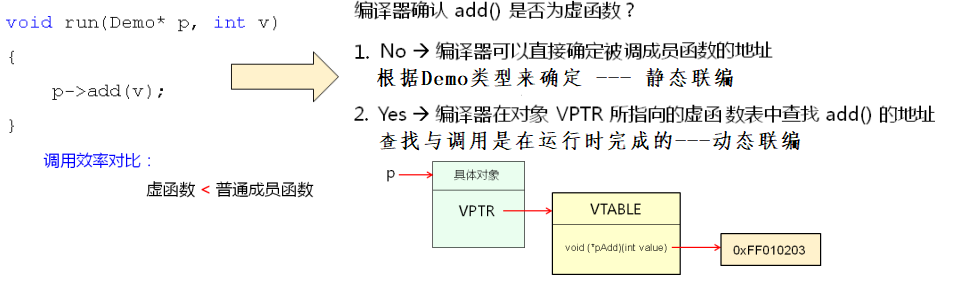 void run(Demo* p, int v)
{
p->add(v);
}
调用效率对比：
虚函数 < 普通成员函数
编译器确认 add() 是否为虚函数？
1. No → 编译器可以直接确定被调成员函数的地址
根据Demo类型来确定 --- 静态联编
2. Yes → 编译器在对象 VPTR 所指向的虚函数表中查找 add() 的地址
查找与调用是在运行时完成的---动态联编
p
具体对象
VPTR
VTABLE
void (*pAdd)(int value)
0xFF010203